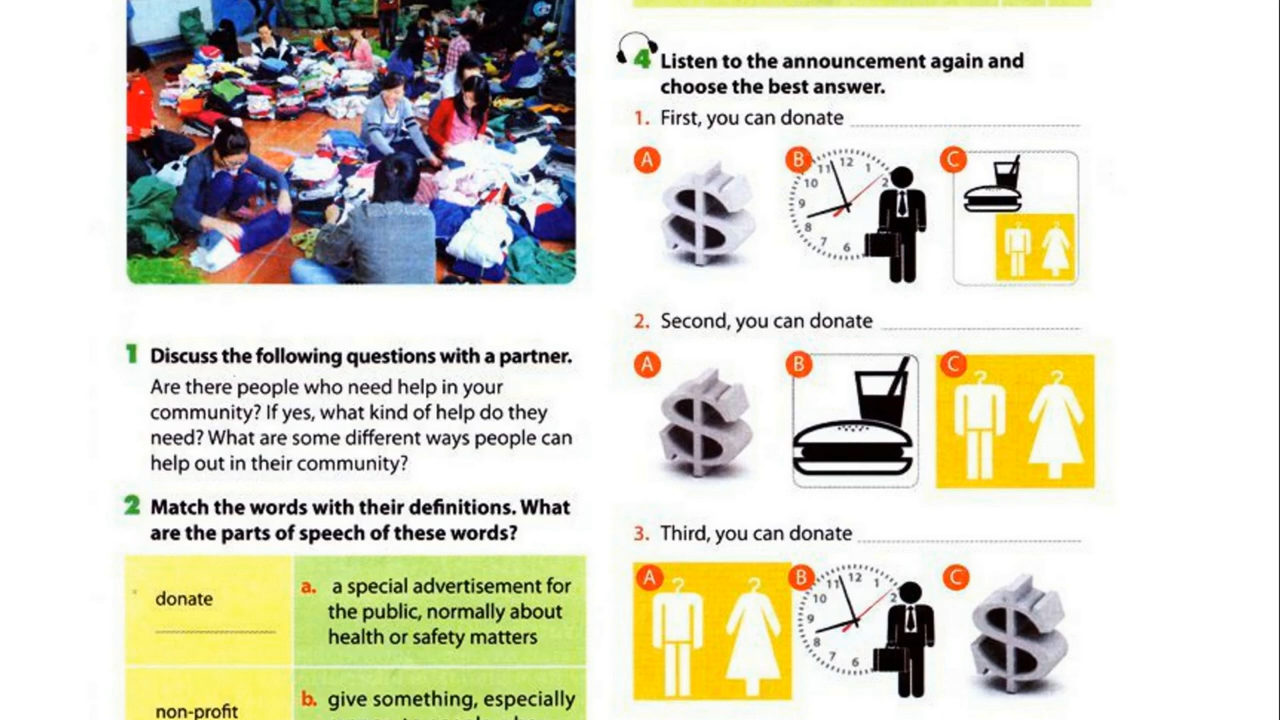 1 Discuss the following questions with a partner.
Are there people who need help in your
community? If yes, what kind of help do they
need? What are some different ways people can
help out in their community?
2 Match the words with their definitions. What
are the parts of speech of these words?
donate
a. a special advertisement for
the public, normally about
health or safety matters
non-profit
b. give something, especially
4 Listen to the announcement again and
choose the best answer.
1. First, you can donate
A B C
12 1 2 6 7 8 9 10 11
2. Second, you can donate
A B C
3. Third, you can donate
A B C
12 1 2 6 7 8 9 10 11